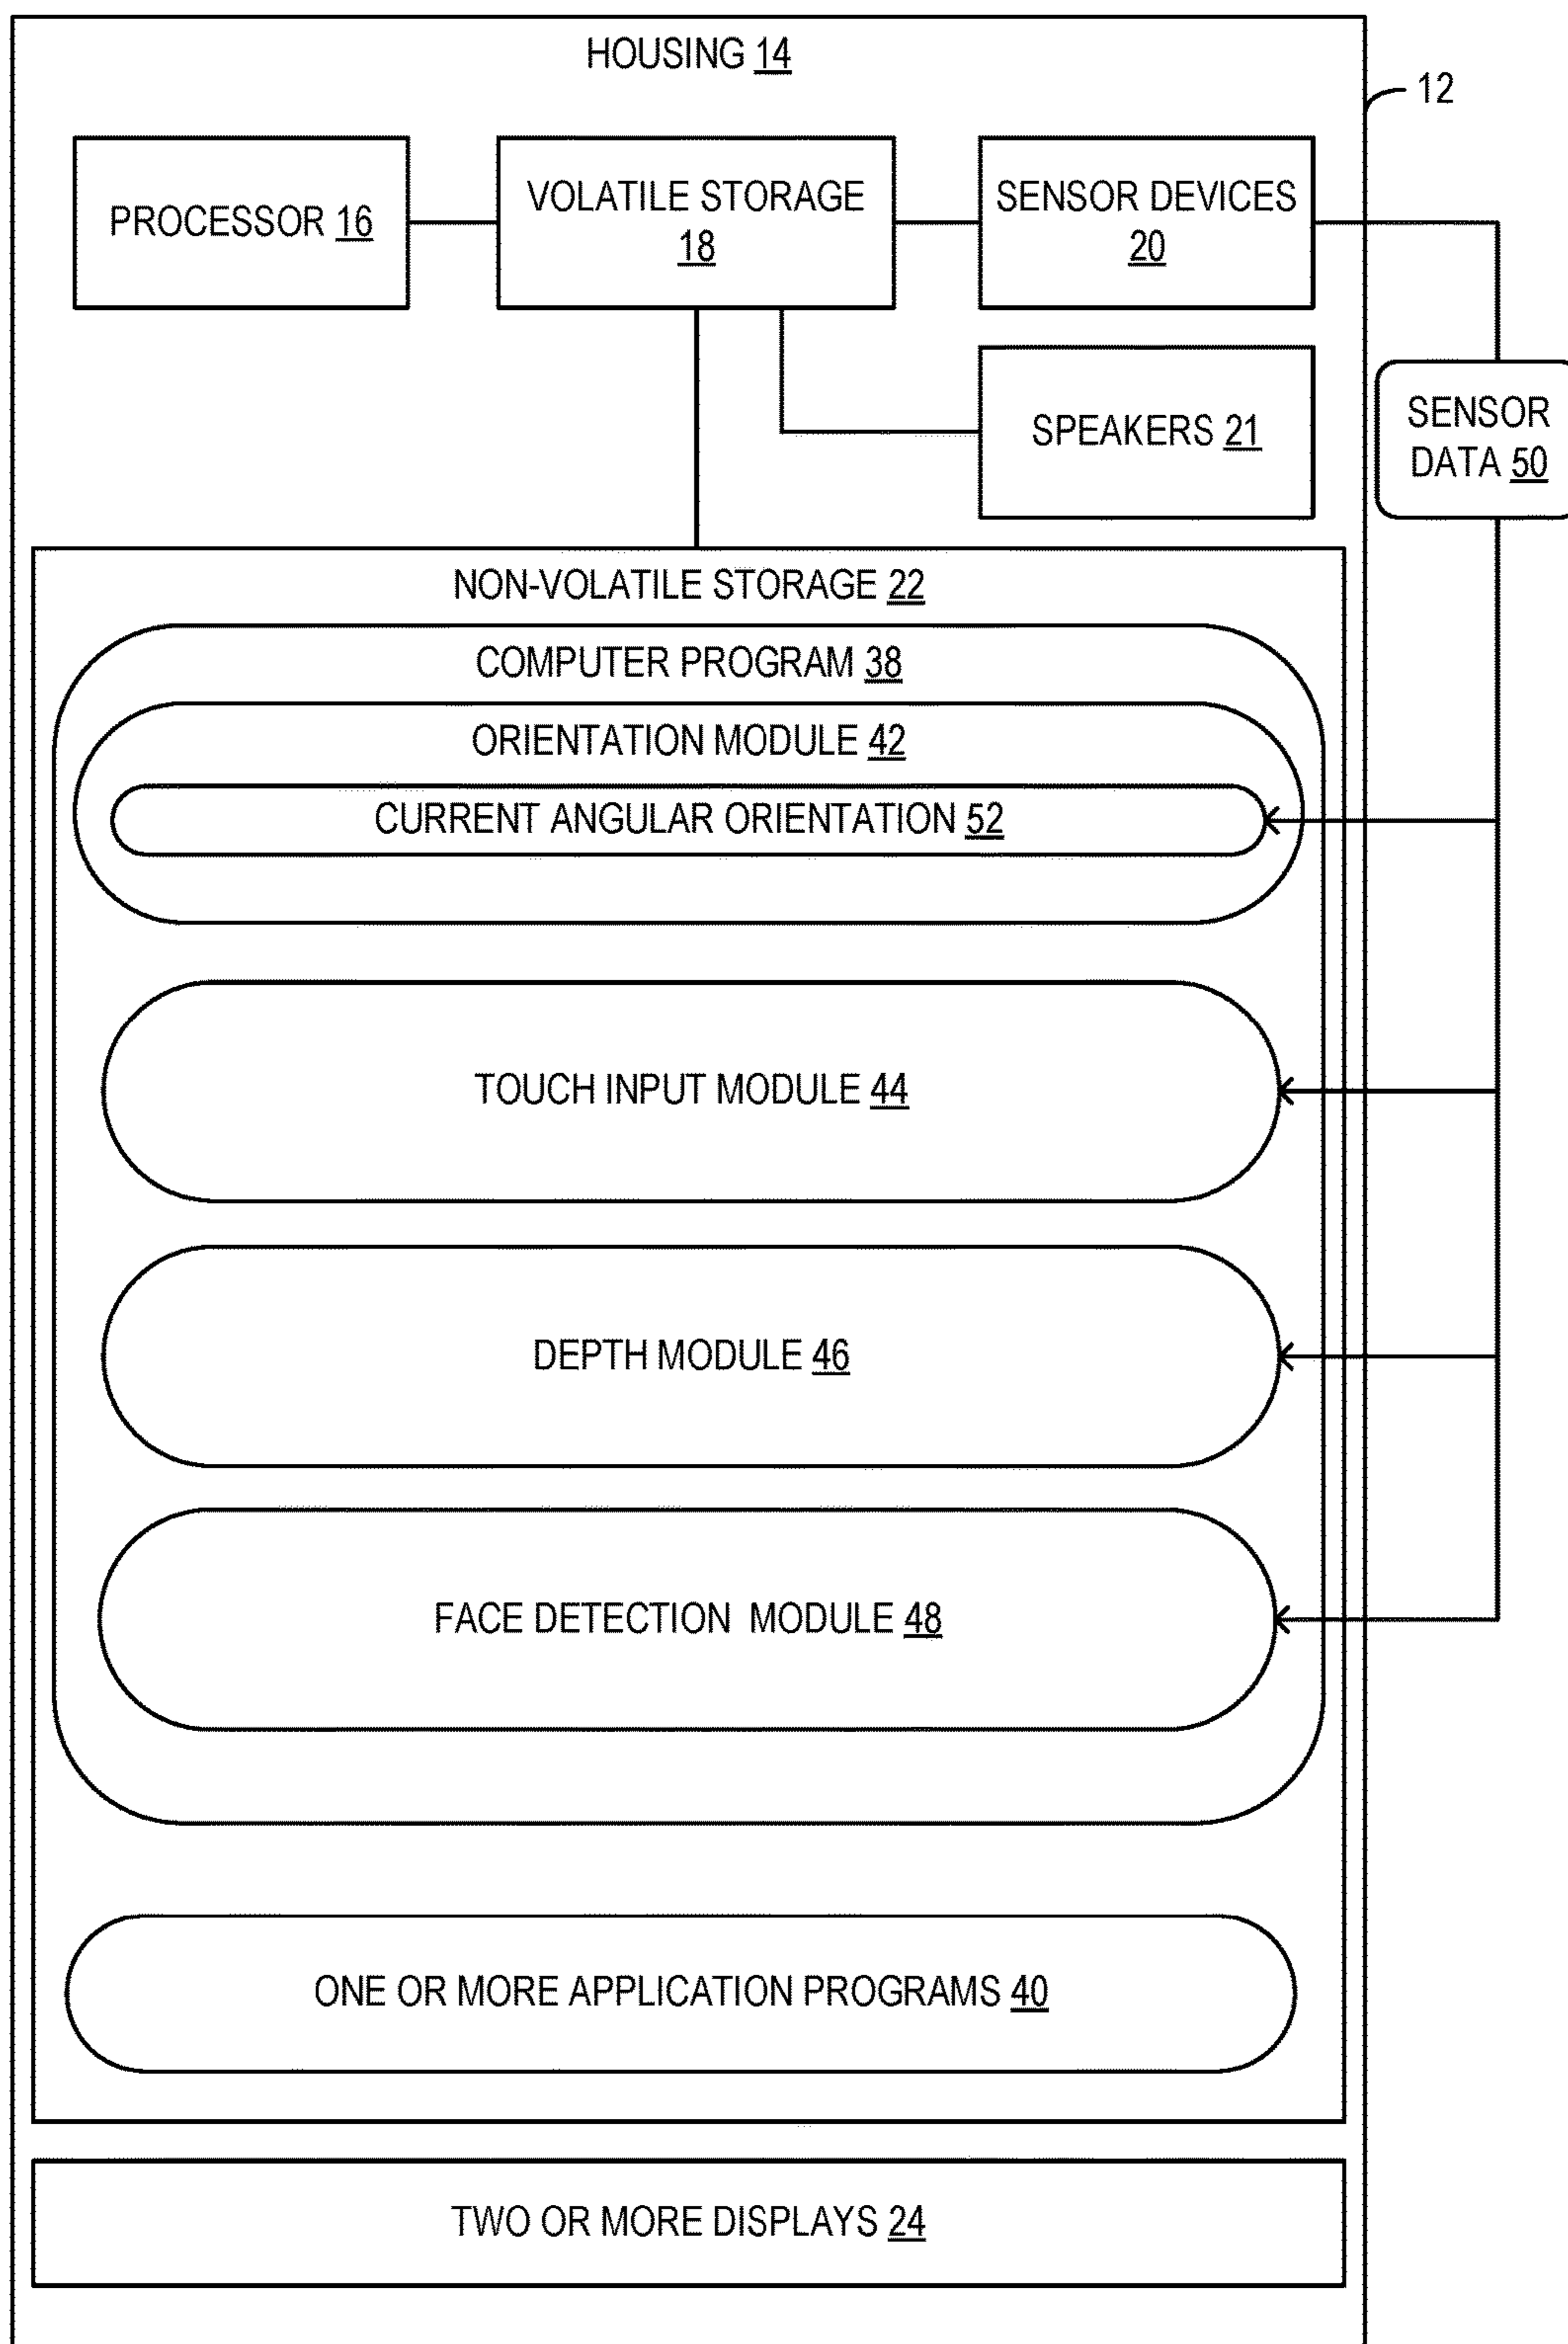 HOUSING 14
12
PROCESSOR 16
VOLATILE STORAGE
18
SENSOR DEVICES
20
SPEAKERS 21
SENSOR
DATA 50
NON-VOLATILE STORAGE 22
COMPUTER PROGRAM 38
ORIENTATION MODULE 42
CURRENT ANGULAR ORIENTATION 52
TOUCH INPUT MODULE 44
DEPTH MODULE 46
FACE DETECTION MODULE 48
ONE OR MORE APPLICATION PROGRAMS 40
TWO OR MORE DISPLAYS 24